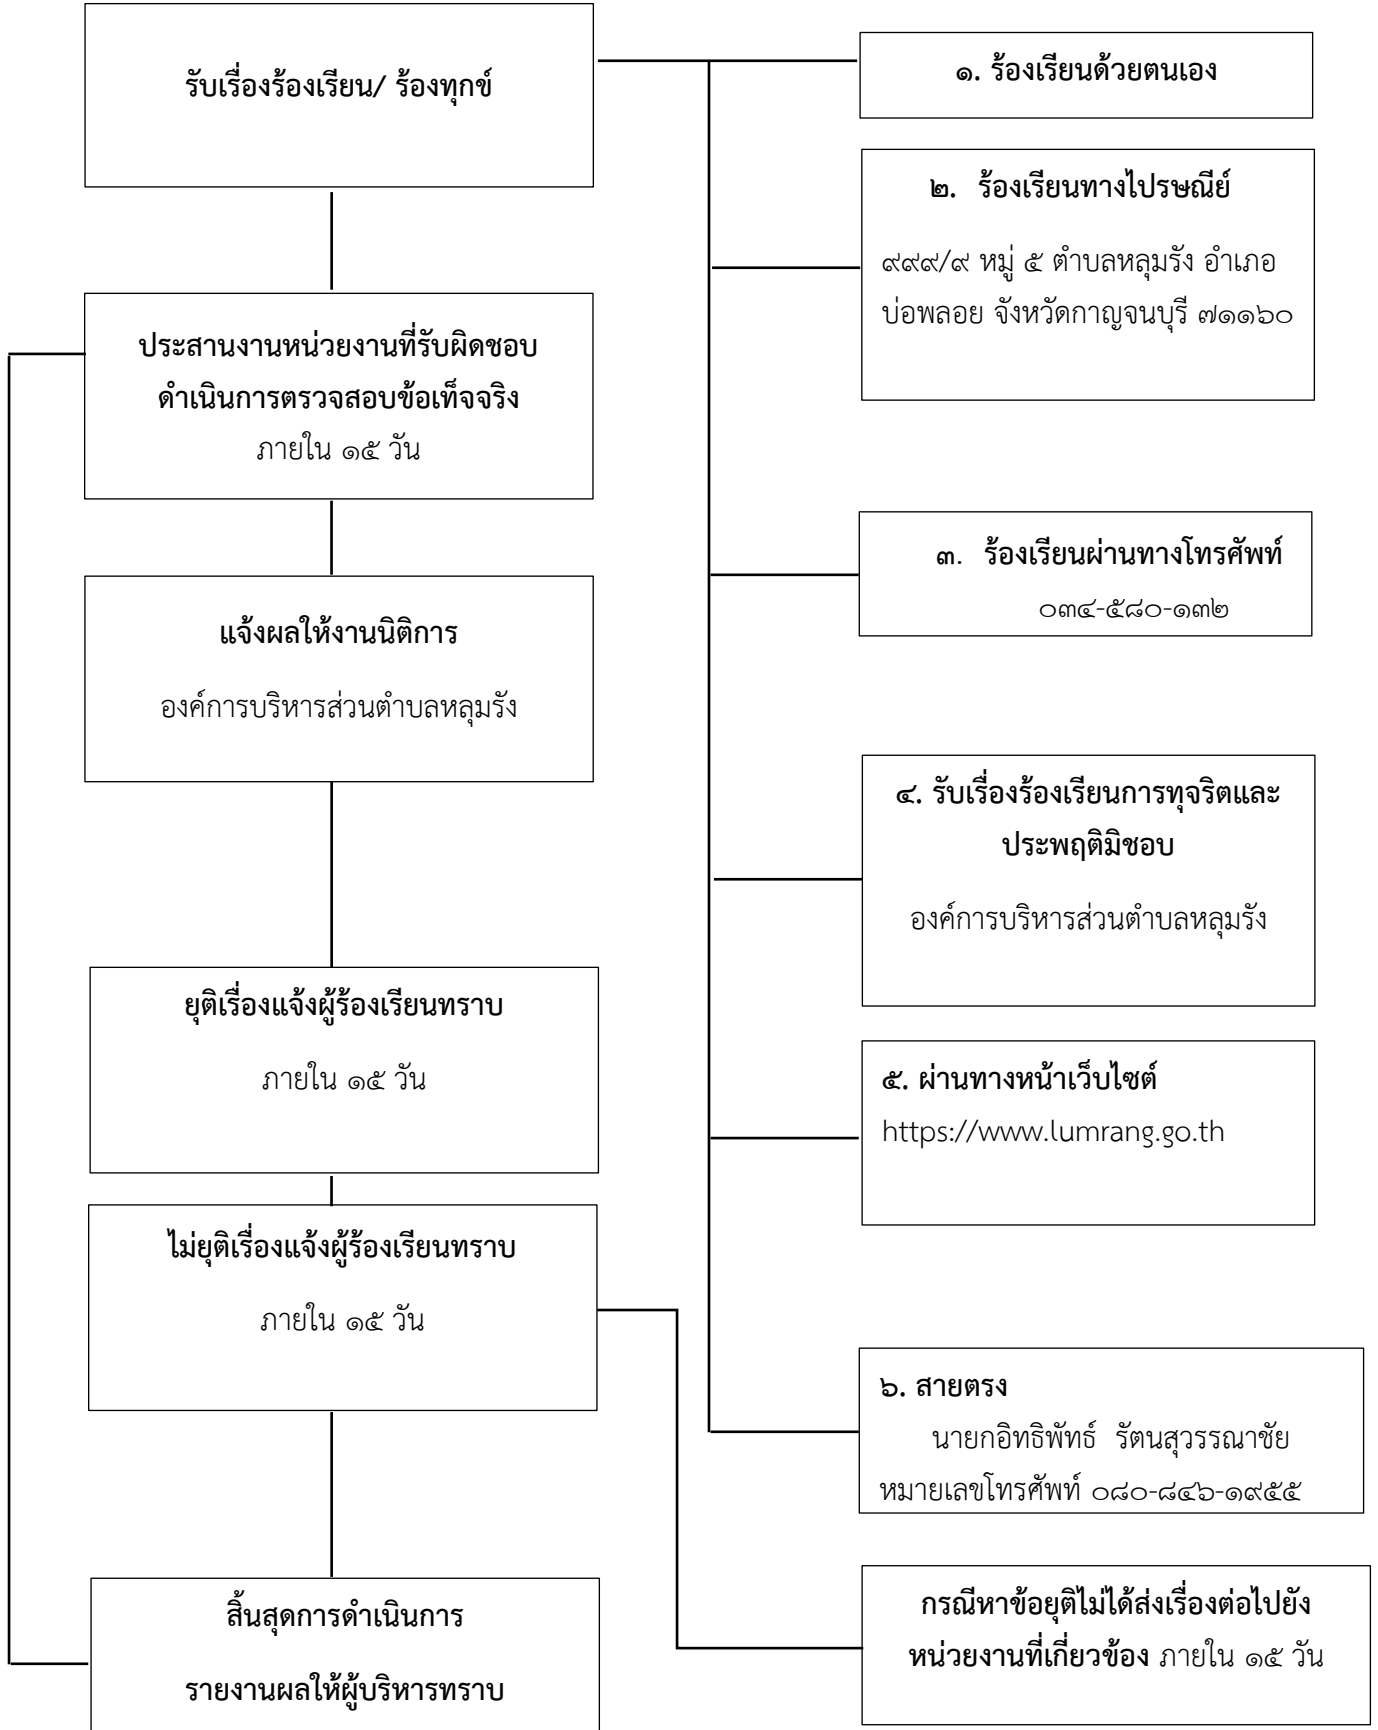 รับเรื่องร้องเรียน/ ร้องทุกข์
๑. ร้องเรียนด้วยตนเอง
๒. ร้องเรียนทางไปรษณีย์
๙๙๙/๙ หมู่ ๕ ตำบลหลุมรัง อำเภอ
บ่อพลอย จังหวัดกาญจนบุรี ๗๑๑๖๐
ประสานงานหน่วยงานที่รับผิดชอบ
ดำเนินการตรวจสอบข้อเท็จจริง
ภายใน ๑๕ วัน
๓. ร้องเรียนผ่านทางโทรศัพท์
๐๓๔-๕๘๐-๑๓๒
แจ้งผลให้งานนิติการ
องค์การบริหารส่วนตำบลหลุมรัง
๔. รับเรื่องร้องเรียนการทุจริตและ
ประพฤติมิชอบ
องค์การบริหารส่วนตำบลหลุมรัง
ยุติเรื่องแจ้งผู้ร้องเรียนทราบ
ภายใน ๑๕ วัน
๕. ผ่านทางหน้าเว็บไซต์
https://www.lumrang.go.th
ไม่ยุติเรื่องแจ้งผู้ร้องเรียนทราบ
ภายใน ๑๕ วัน
๖. สายตรง
นายกอิทธิพัทธ์ รัตนสุวรรณาชัย
หมายเลขโทรศัพท์ ๐๘๐-๘๔๖-๑๙๕๕
สิ้นสุดการดำเนินการ
รายงานผลให้ผู้บริหารทราบ
กรณีหาข้อยุติไม่ได้ส่งเรื่องต่อไปยัง
หน่วยงานที่เกี่ยวข้อง ภายใน ๑๕ วัน